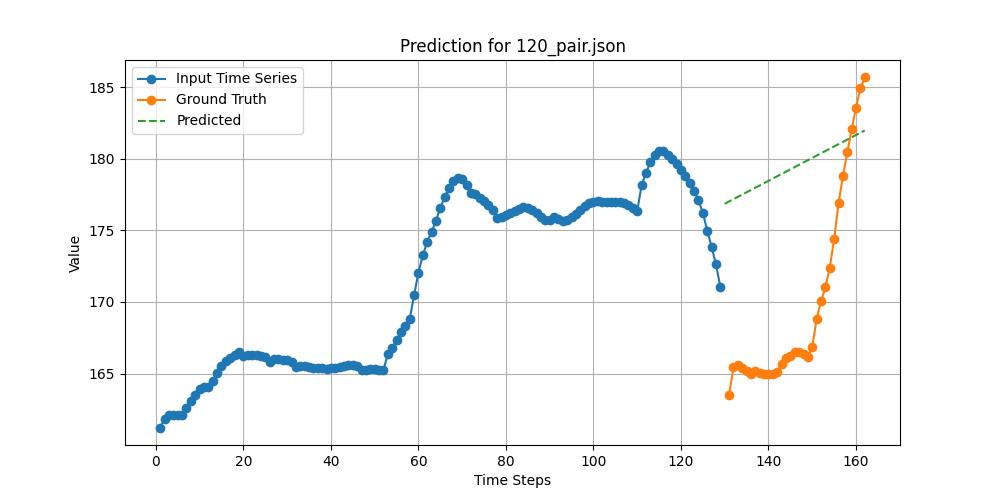 Prediction for 120_pair.json
Input Time Series
Ground Truth
Predicted
185
180
175
170
165
Value
0 20 40 60 80 100 120 140 160
Time Steps